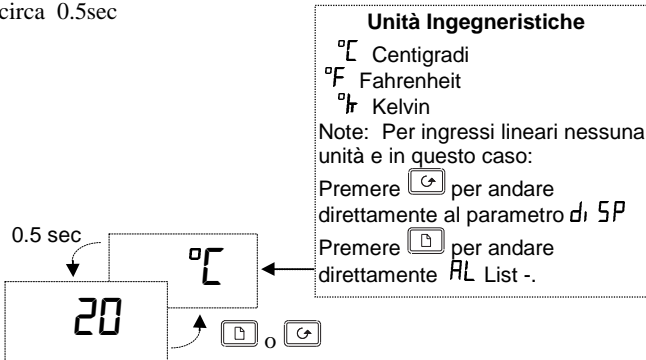 circa 0.5sec
Unità Ingegneristiche
°C Centigradi
°F Fahrenheit
°K Kelvin
Note: Per ingressi lineari nessuna
unità e in questo caso:
Premere per andare
direttamente al parametro di SP
Premere per andare
direttamente AL List -.
0.5 sec
°C
20
o